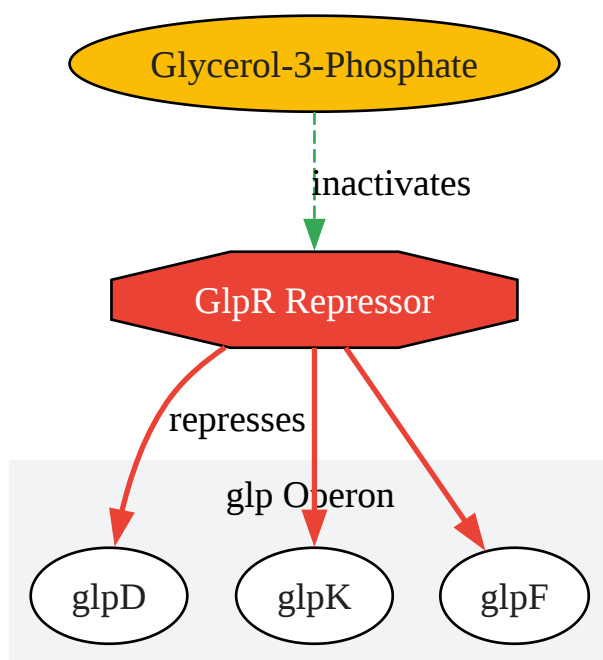 Glycerol-3-Phosphate
inactivates
GlpR Repressor
represses
glp Operon
glpD
glpK
glpF